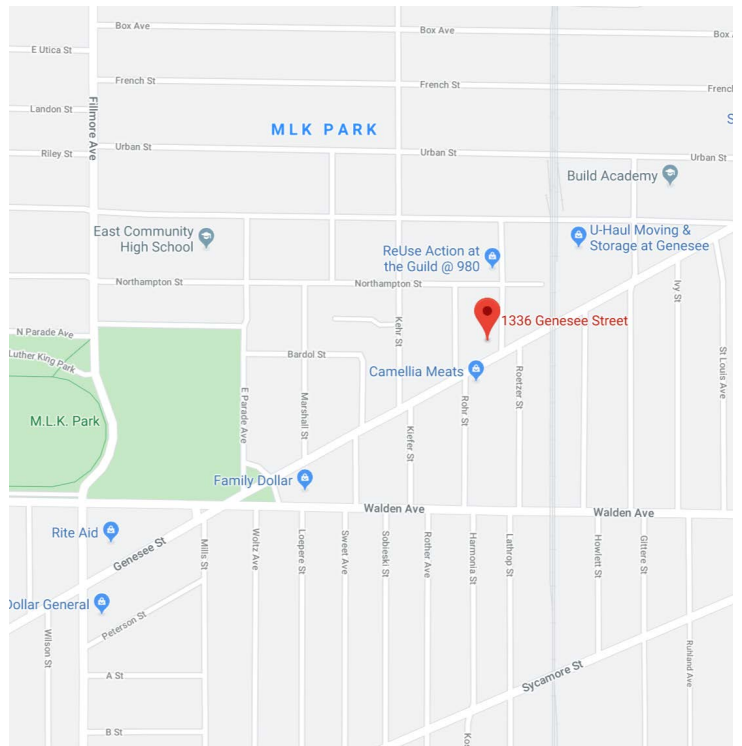 Box Ave
Box Ave
Box
E Utica St
French St
French St
French
Landon St
Fillmore Ave
MLK PARK
Riley St
Urban St
Urban St
Urban St
S
Build Academy
East Community
High School
U-Haul Moving &
Storage at Genesee
ReUse Action at
the Guild @ 980
Northampton St
Northampton St
Ivy St
1336 Genesee Street
N Parade Ave
Kehr St
Luther King Park
Bardol St
Camellia Meats
St Louis Ave
M.L.K. Park
E Parade Ave
Marshall St
Rohr St
Roetzer St
Kiefer St
Family Dollar
Walden Ave
Walden Ave
Rite Aid
Genesee St
Mills St
Woltz Ave
Loepere St
Sweet Ave
Sobieski St
Rother Ave
Harmonia St
Lathrop St
Howlett St
Gittere St
Dollar General
Peterson St
Wilson St
Ruhland Ave
A St
Sycamore St
B St
Kos